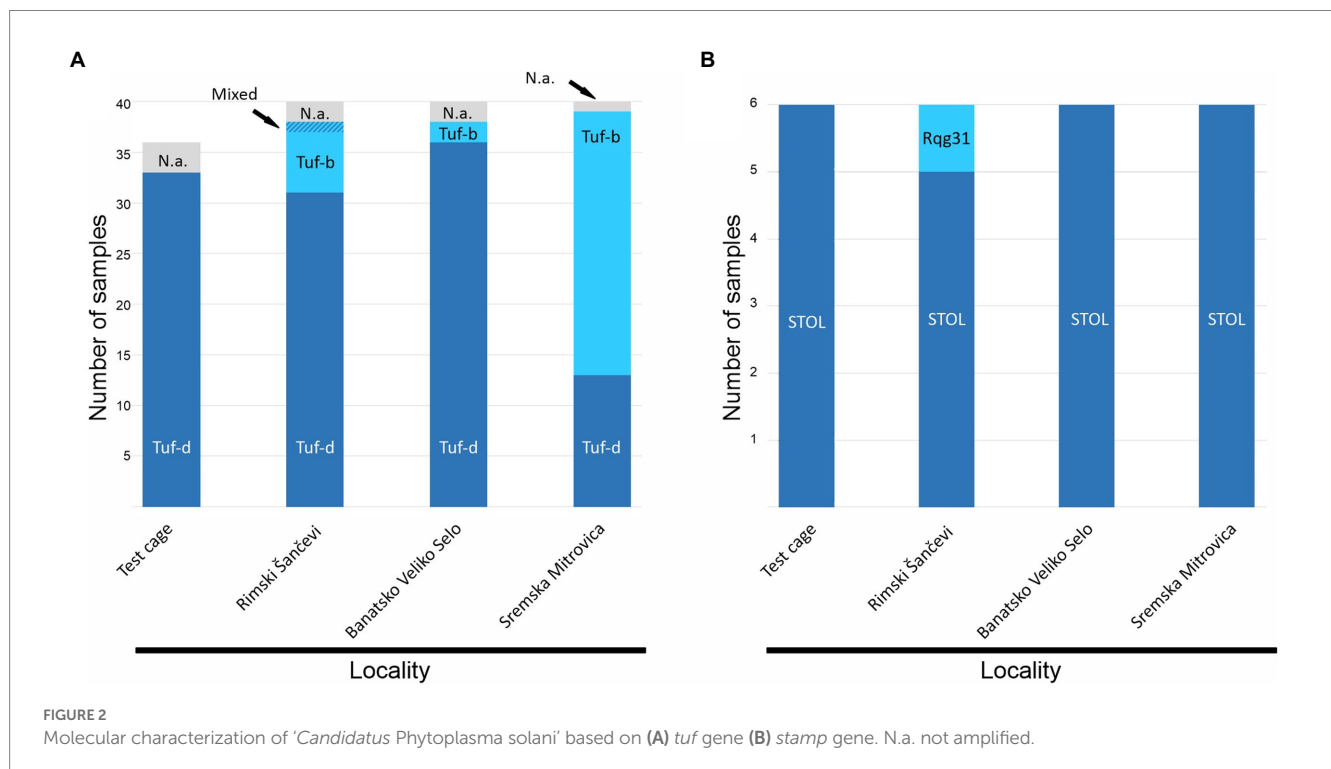 A
Number of samples
40
35
30
25
20
15
10
5
N.a.
Tuf-d
Mixed
N.a.
Tuf-b
Tuf-d
N.a.
Tuf-b
Tuf-d
N.a.
Tuf-b
Tuf-d
Test cage
Rimski Šančevi
Banatsko Veliko Selo
Sremska Mitrovica
Locality
B
Number of samples
6
5
4
3
2
1
STOL
Rqg31
STOL
STOL
STOL
Test cage
Rimski Šančevi
Banatsko Veliko Selo
Sremska Mitrovica
Locality
FIGURE 2
Molecular characterization of ‘Candidatus Phytoplasma solani’ based on (A) tuf gene (B) stamp gene. N.a. not amplified.